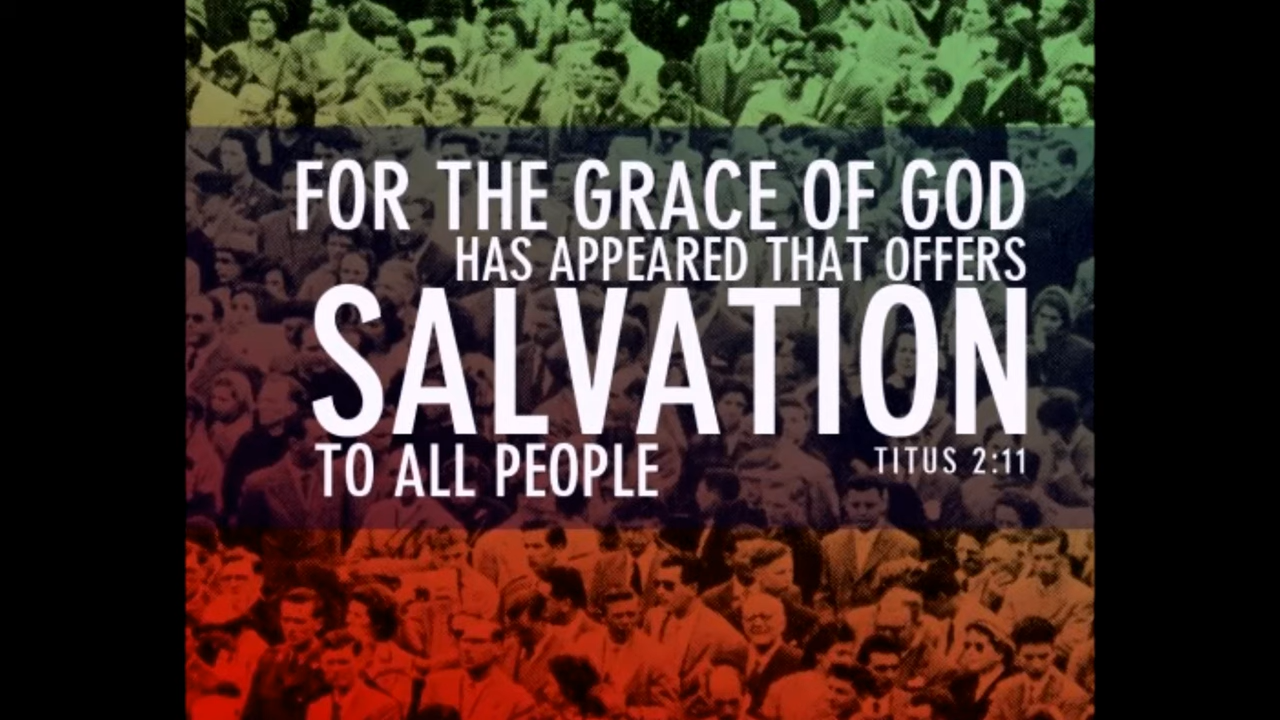 FOR THE GRACE OF GOD
HAS APPEARED THAT OFFERS
SALVATION
TO ALL PEOPLE
TITUS 2:11